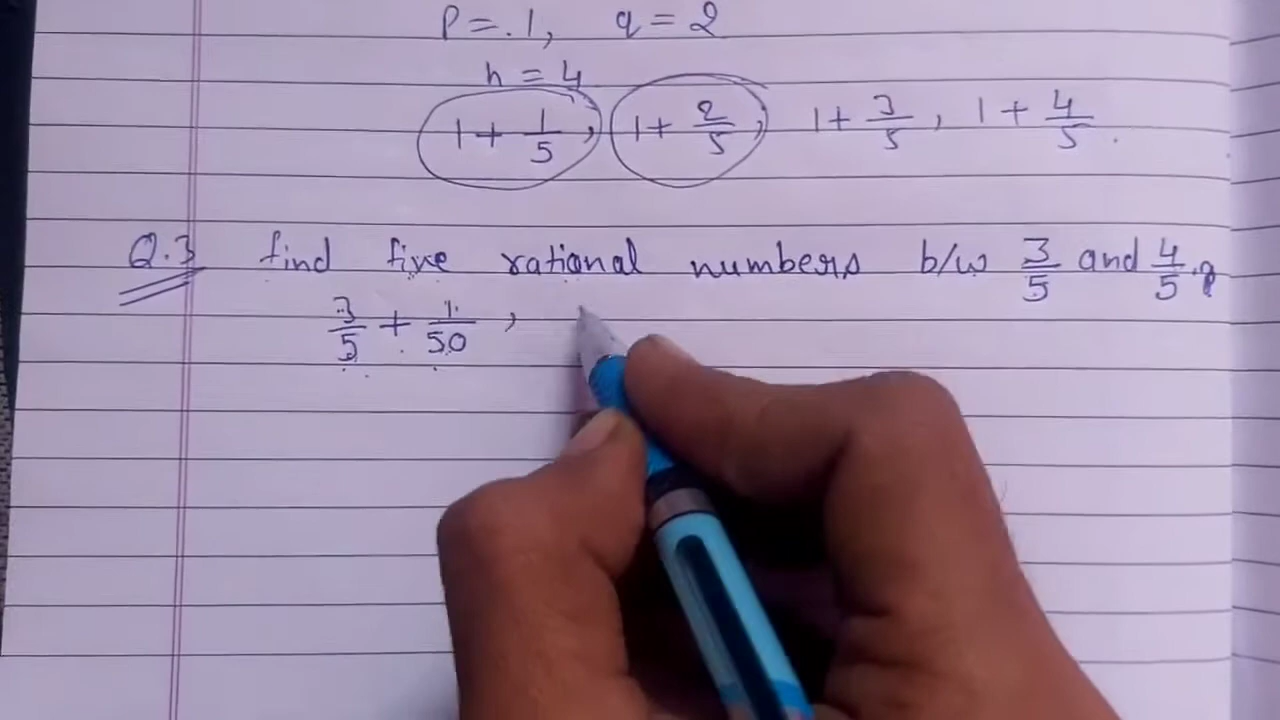 P = 1, q = 2
n = 4
1 + 1/5, 1 + 2/5, 1 + 3/5, 1 + 4/5.
Q.3 find five rational numbers b/w 3/5 and 4/5.?
3/5 + 1/50 ,